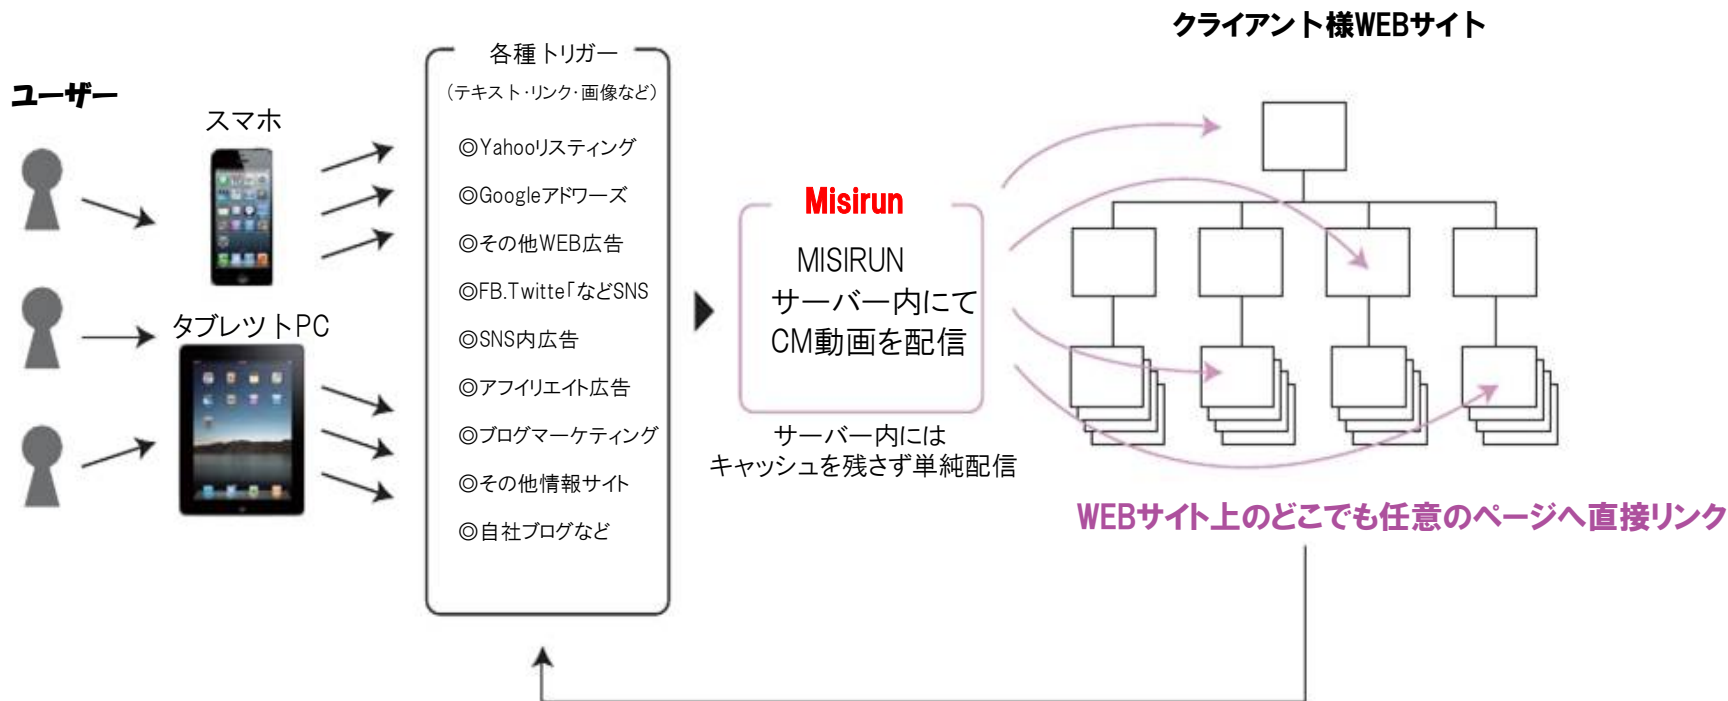 クライアント様WEBサイト
ユーザー
スマホ
タブレツトPC
各種トリガー
(テキスト・リンク・画像など)
◎Yahooリスティング
◎Googleアドワーズ
◎その他WEB広告
◎FB.Twitte「などSNS
◎SNS内広告
◎アフイリエイト広告
◎ブログマーケティング
◎その他情報サイト
◎自社ブログなど
Misirun
MISIRUN
サーバー内にて
CM動画を配信
サーバー内には
キャッシュを残さず単純配信
WEBサイト上のどこでも任意のページへ直接リンク